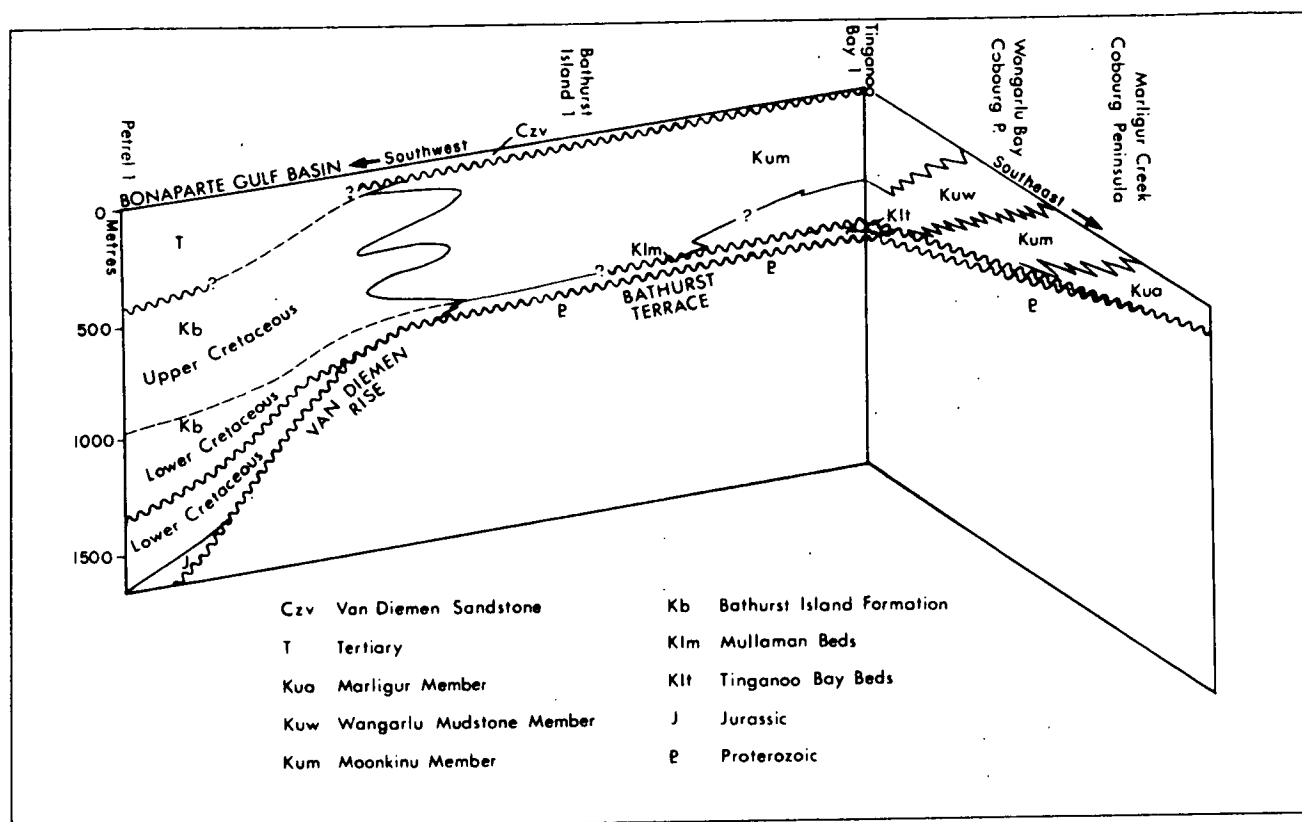 Petrel 1
Bathurst
Island 1
Tinganoo
Bay 1
Wangarlu Bay
Cobourg P.
Marligur Creek
Cobourg Peninsula
BONAPARTE GULF BASIN
Southwest
Czv
Southeast
?
0
Metres
500
1000
1500
T
?
Kb
Upper Cretaceous
Kb
Lower Cretaceous
Lower Cretaceous
J
VAN DIEMEN
RISE
Kum
?
Klm
?
BATHURST
TERRACE
P
P
Klt
Kuw
Kum
Kua
P
Czv Van Diemen Sandstone
T Tertiary
Kua Marligur Member
Kuw Wangarlu Mudstone Member
Kum Moonkinu Member
Kb Bathurst Island Formation
Klm Mullaman Beds
Klt Tinganoo Bay Beds
J Jurassic
P Proterozoic